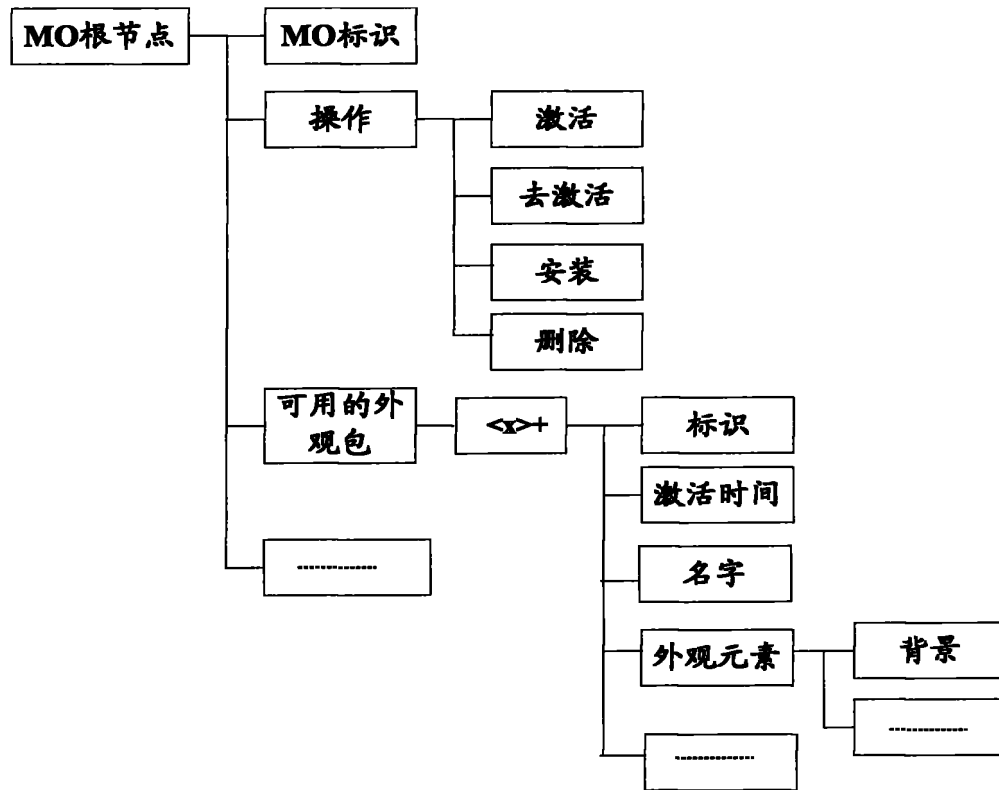 MO根节点
MO标识
操作
激活
去激活
安装
删除
可用的外
观包
<x>+
标识
激活时间
名字
外观元素
背景